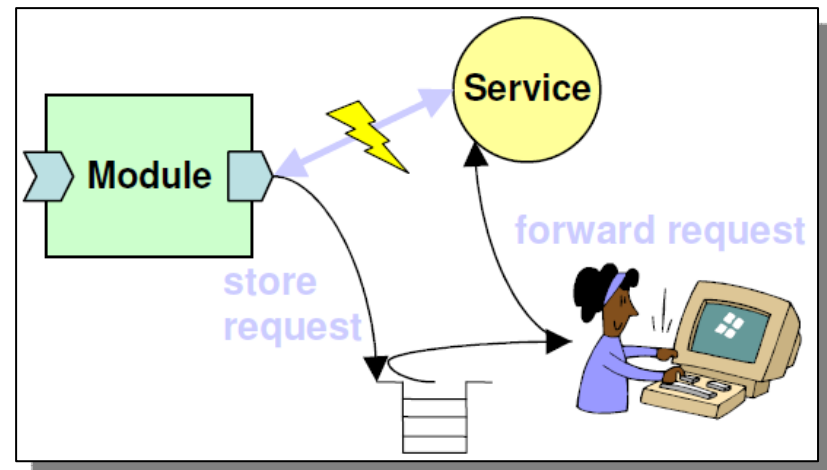 Service
Module
forward request
store
request